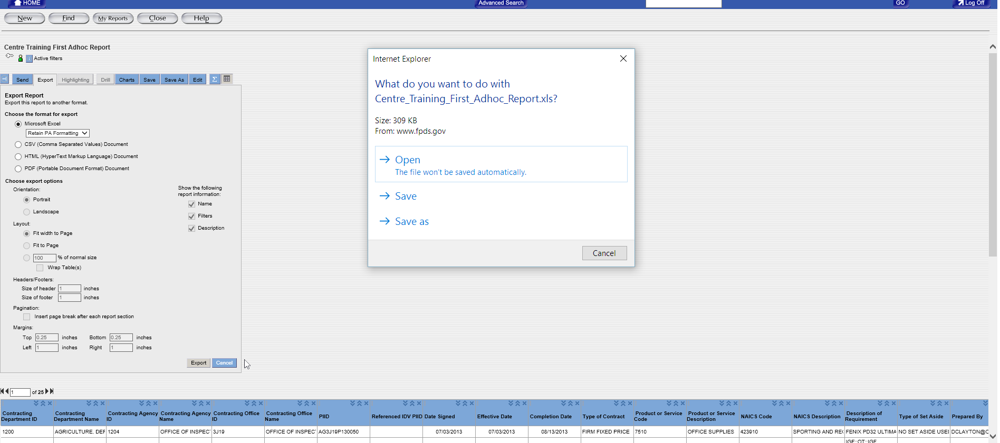 HOME
Advanced Search
GO
Log Off
New
Find
My Reports
Close
Help
Centre Training First Adhoc Report
Active filters
Send
Export
Highlighting
Drill
Charts
Save
Save As
Edit
Σ
Export Report
Export this report to another format.
Choose the format for export
Microsoft Excel
Retain PA Formatting
CSV (Comma Separated Values) Document
HTML (HyperText Markup Language) Document
PDF (Portable Document Format) Document
Choose export options
Orientation:
Portrait
Landscape
Show the following
report information:
Name
Filters
Description
Layout:
Fit width to Page
Fit to Page
100 % of normal size
Wrap Table(s)
Headers/Footers:
Size of header 1 inches
Size of footer 1 inches
Pagination:
Insert page break after each report section
Margins:
Top 0.25 inches Bottom 0.25 inches
Left 1 inches Right 1 inches
Export
Cancel
Internet Explorer
What do you want to do with
Centre_Training_First_Adhoc_Report.xls?
Size: 309 KB
From: www.fpds.gov
Open
The file won't be saved automatically.
Save
Save as
Cancel
1 of 25
Contracting
Department ID
Contracting
Department Name
Contracting Agency
ID
Contracting Agency
Name
Contracting Office
ID
Contracting Office
Name
PIID
Referenced IDV PIID
Date Signed
Effective Date
Completion Date
Type of Contract
Product or Service
Code
Product or Service
Description
NAICS Code
NAICS Description
Description of
Requirement
Type of Set Aside
Prepared By
1200
AGRICULTURE, DEF
1204
OFFICE OF INSPEC
3J19
OFFICE OF INSPEC
AG3J19P130050
07/03/2013
07/03/2013
08/13/2013
FIRM FIXED PRICE
7510
OFFICE SUPPLIES
423910
SPORTING AND RE
FENIX PD32 ULTIMA
NO SET ASIDE USE
DCLAYTON@
IGF::OT::IGF